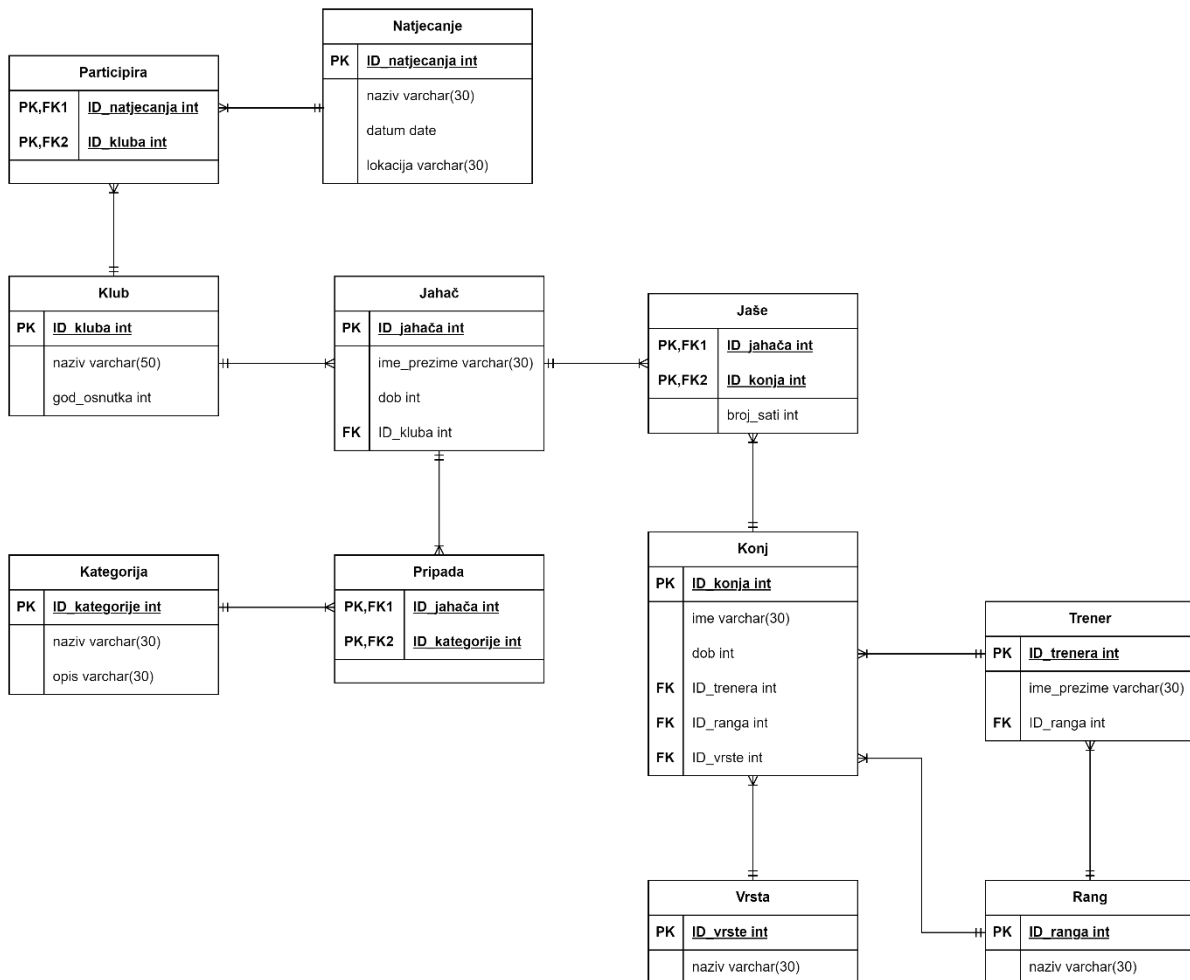 Natjecanje
PK ID_natjecanja int
naziv varchar(30)
datum date
lokacija varchar(30)
Participira
PK,FK1 ID_natjecanja int
PK,FK2 ID_kluba int
Klub
PK ID_kluba int
naziv varchar(50)
god_osnutka int
Jahač
PK ID_jahača int
ime_prezime varchar(30)
dob int
FK ID_kluba int
Jaše
PK,FK1 ID_jahača int
PK,FK2 ID_konja int
broj_sati int
Kategorija
PK ID_kategorije int
naziv varchar(30)
opis varchar(30)
Pripada
PK,FK1 ID_jahača int
PK,FK2 ID_kategorije int
Konj
PK ID_konja int
ime varchar(30)
dob int
FK ID_trenera int
FK ID_ranga int
FK ID_vrste int
Trener
PK ID_trenera int
ime_prezime varchar(30)
FK ID_ranga int
Vrsta
PK ID_vrste int
naziv varchar(30)
Rang
PK ID_ranga int
naziv varchar(30)